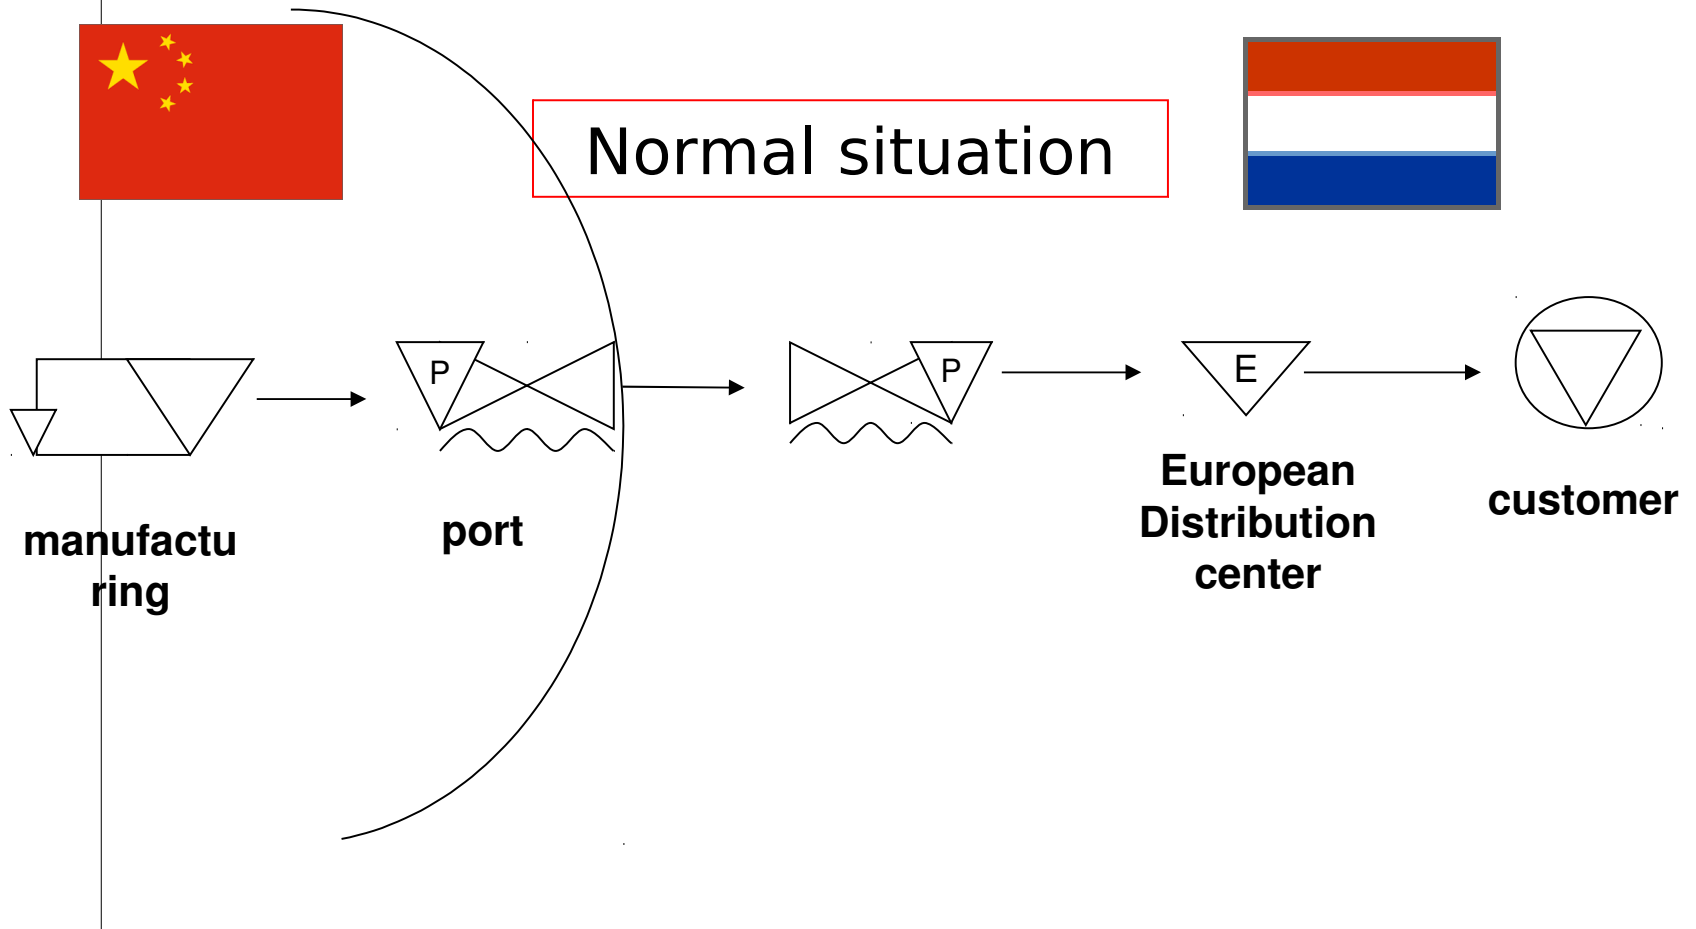 Normal situation
P
P
E
manufactu
ring
port
European
Distribution
center
customer